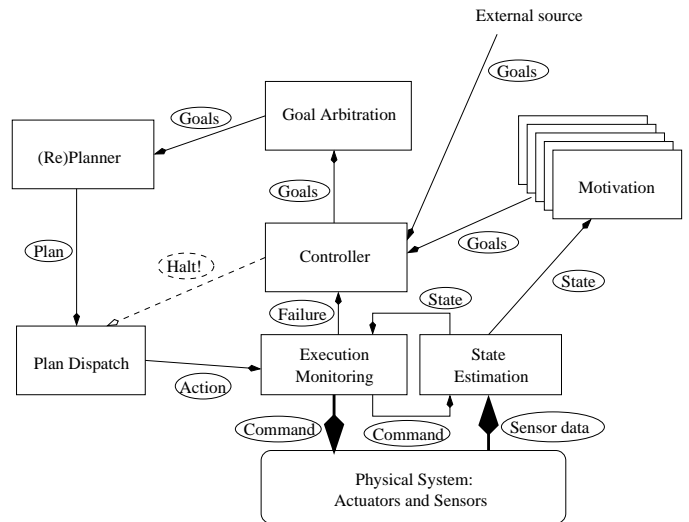 External source
Goals
Goals
Goal Arbitration
(Re)Planner
Motivation
Goals
Goals
Controller
Plan
Halt!
State
State
Failure
Plan Dispatch
Action
Execution
Monitoring
State
Estimation
Command
Command
Sensor data
Physical System:
Actuators and Sensors